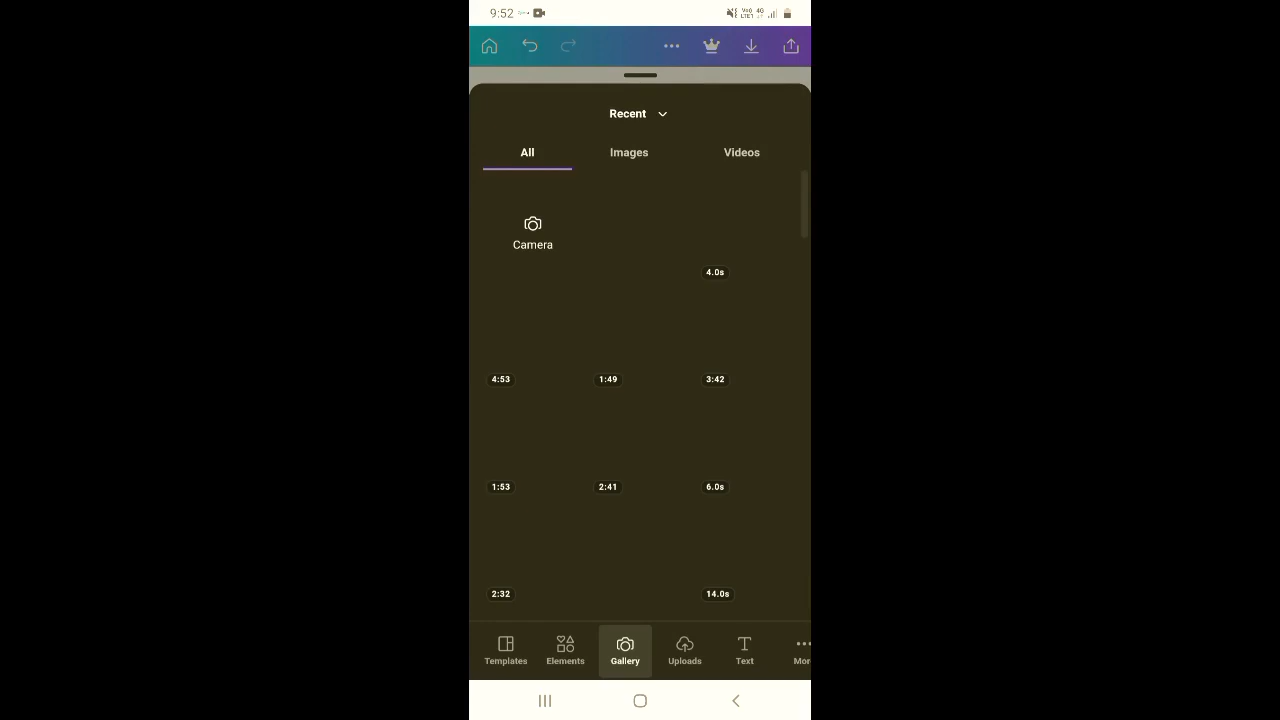 9:52
Recent
All Images Videos
Camera
4.0s
4:53 1:49 3:42
1:53 2:41 6.0s
2:32 14.0s
Templates Elements Gallery Uploads Text Mor